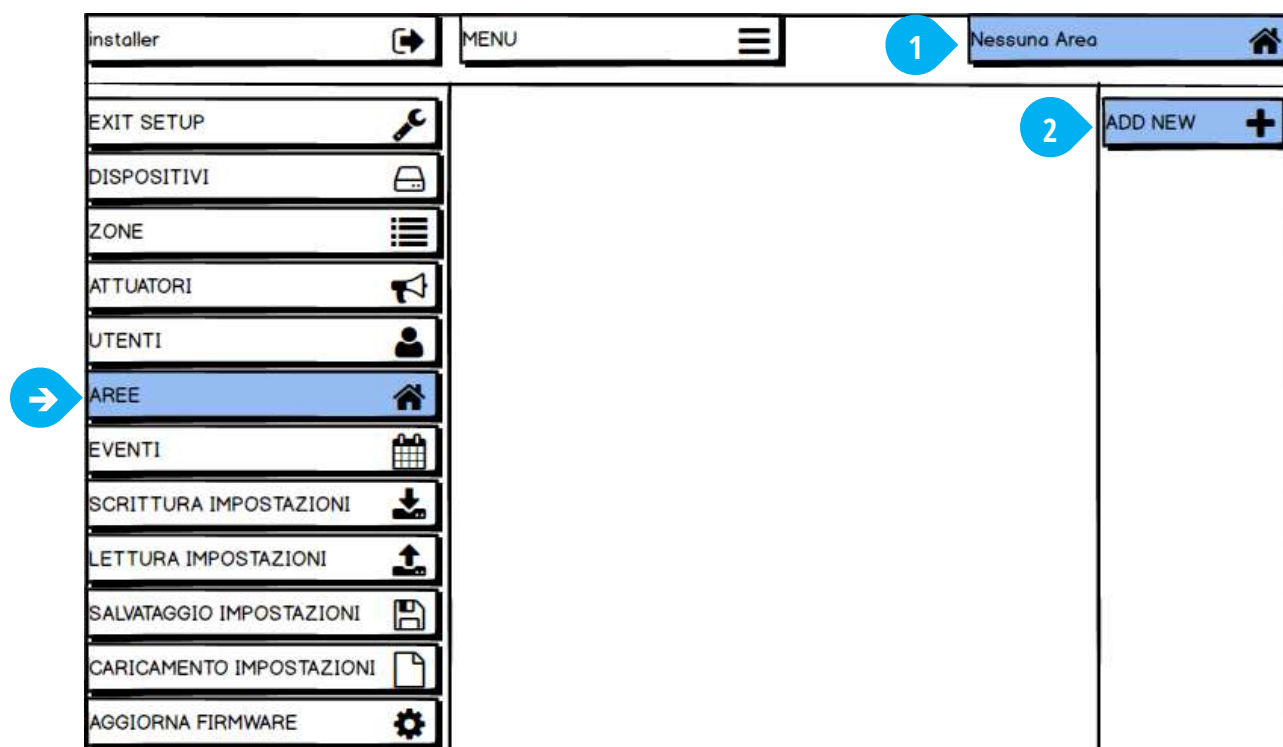 installer
MENU
1
Nessuna Area
EXIT SETUP
2
ADD NEW
DISPOSITIVI
ZONE
ATTUATORI
UTENTI
AREE
EVENTI
SCRITTURA IMPOSTAZIONI
LETTURA IMPOSTAZIONI
SALVATAGGIO IMPOSTAZIONI
CARICAMENTO IMPOSTAZIONI
AGGIORNA FIRMWARE